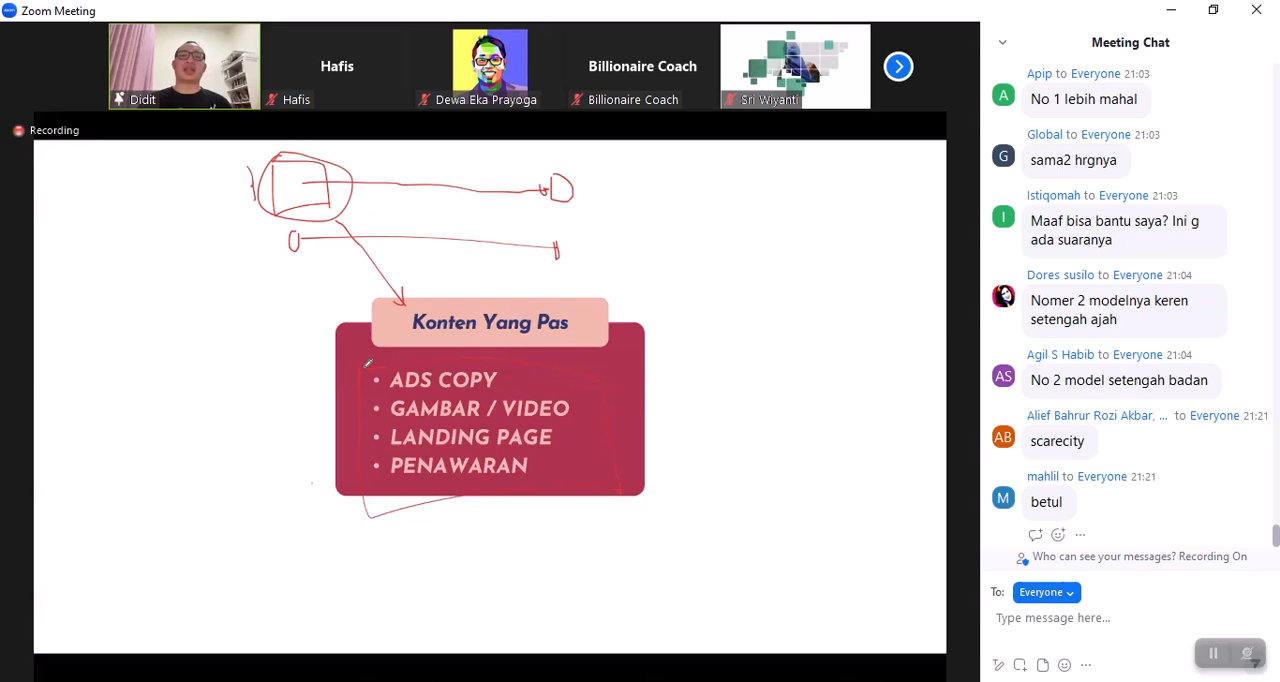 Zoom Meeting
Hafis
Billionaire Coach
Didit
Hafis
Dewa Eka Prayoga
Billionaire Coach
Sri Wiyanti
Recording
Konten Yang Pas
• ADS COPY
• GAMBAR / VIDEO
• LANDING PAGE
• PENAWARAN
Meeting Chat
Apip to Everyone 21:03
A
No 1 lebih mahal
Global to Everyone 21:03
G
sama2 hrgnya
Istiqomah to Everyone 21:03
I
Maaf bisa bantu saya? Ini g
ada suaranya
Dores susilo to Everyone 21:04
Nomer 2 modelnya keren
setengah ajah
Agil S Habib to Everyone 21:04
AS
No 2 model setengah badan
Alief Bahrur Rozi Akbar, ... to Everyone 21:21
AB
scarecity
mahlil to Everyone 21:21
M
betul
Who can see your messages? Recording On
To: Everyone
Type message here...